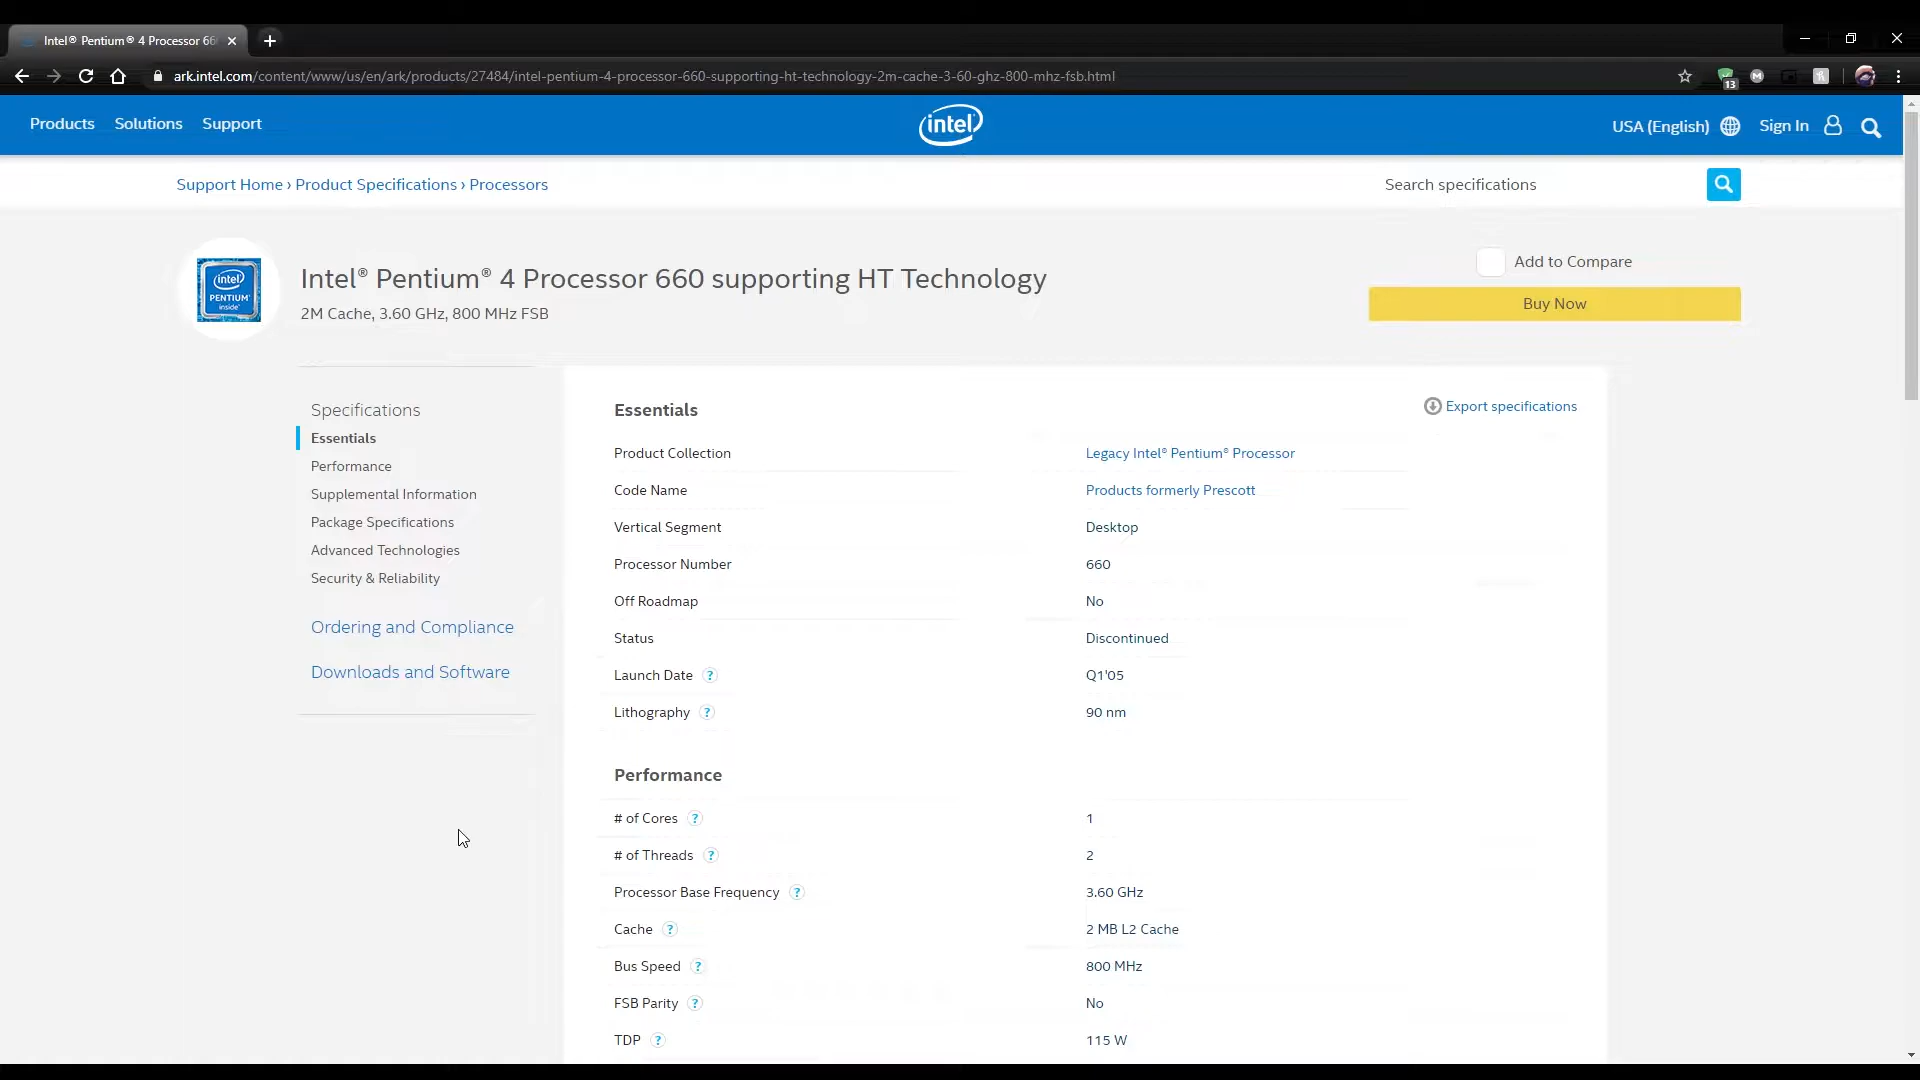 Intel® Pentium® 4 Processor 66
ark.intel.com/content/www/us/en/ark/products/27484/intel-pentium-4-processor-660-supporting-ht-technology-2m-cache-3-60-ghz-800-mhz-fsb.html
13
M
Products Solutions Support
intel
USA (English) Sign In
Support Home › Product Specifications › Processors
Search specifications
intel
PENTIUM®
inside™
Intel® Pentium® 4 Processor 660 supporting HT Technology
2M Cache, 3.60 GHz, 800 MHz FSB
Add to Compare
Buy Now
Specifications
Essentials
Performance
Supplemental Information
Package Specifications
Advanced Technologies
Security & Reliability
Ordering and Compliance
Downloads and Software
Essentials
Export specifications
Product Collection Legacy Intel® Pentium® Processor
Code Name Products formerly Prescott
Vertical Segment Desktop
Processor Number 660
Off Roadmap No
Status Discontinued
Launch Date ? Q1'05
Lithography ? 90 nm
Performance
# of Cores ? 1
# of Threads ? 2
Processor Base Frequency ? 3.60 GHz
Cache ? 2 MB L2 Cache
Bus Speed ? 800 MHz
FSB Parity ? No
TDP ? 115 W